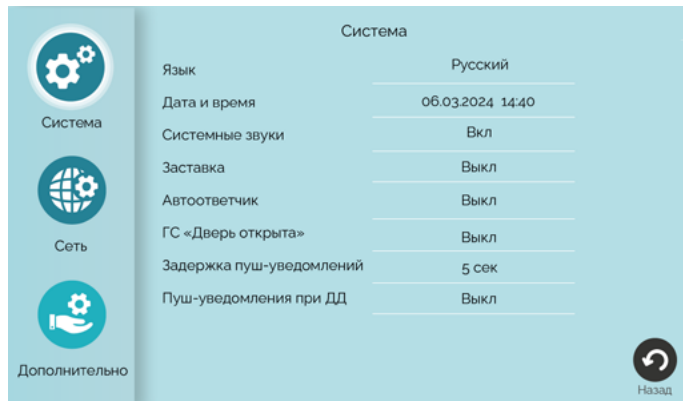 Система
Система
Сеть
Дополнительно
Язык Русский
Дата и время 06.03.2024 14:40
Системные звуки Вкл
Заставка Выкл
Автоответчик Выкл
ГС «Дверь открыта» Выкл
Задержка пуш-уведомлений 5 сек
Пуш-уведомления при ДД Выкл
Назад